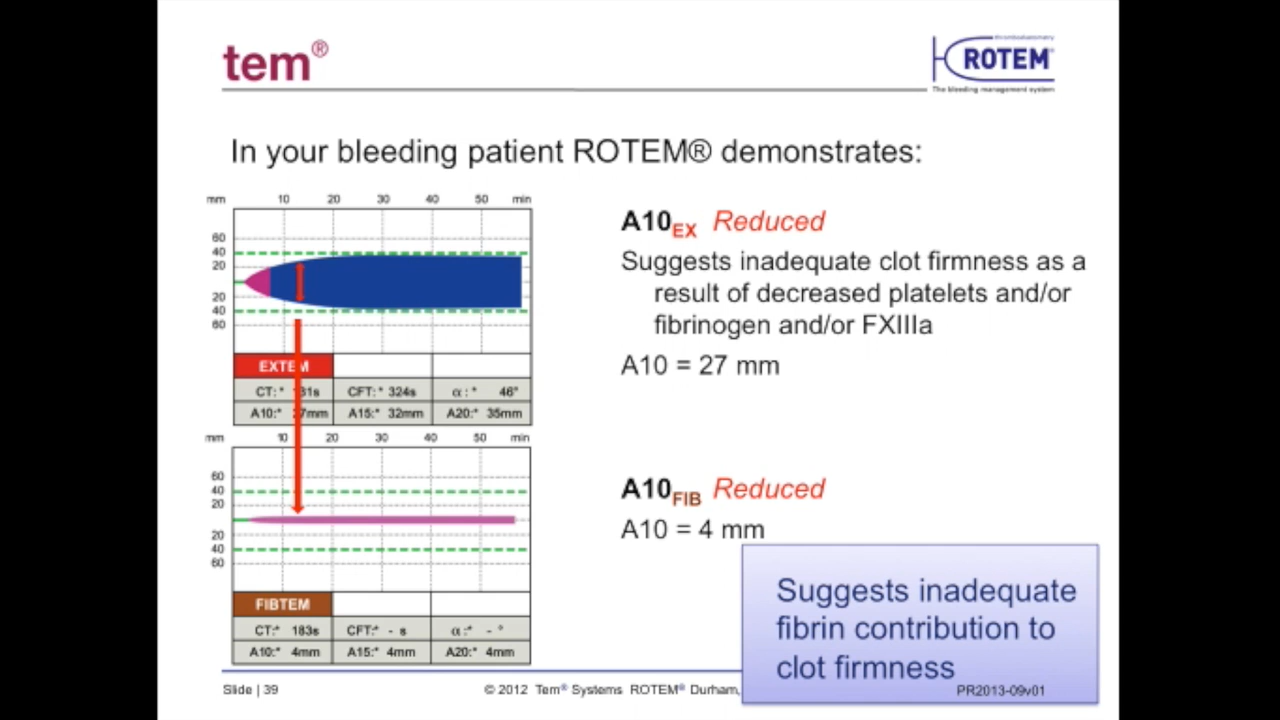 tem®
thromboelastometry
ROTEM®
The bleeding management system
In your bleeding patient ROTEM® demonstrates:
mm 10 20 30 40 50 min
60
40
20
20
40
60
EXTEM
CT:* 31s CFT:* 324s α:* 46°
A10:* 7mm A15:* 32mm A20:* 35mm
mm 10 20 30 40 50 min
60
40
20
20
40
60
FIBTEM
CT:* 183s CFT:* - s α:* - °
A10:* 4mm A15:* 4mm A20:* 4mm
A10EX Reduced
Suggests inadequate clot firmness as a
result of decreased platelets and/or
fibrinogen and/or FXIIIa
A10 = 27 mm
A10FIB Reduced
A10 = 4 mm
Suggests inadequate
fibrin contribution to
clot firmness
Slide | 39 © 2012 Tem® Systems ROTEM® Durham, PR2013-09v01